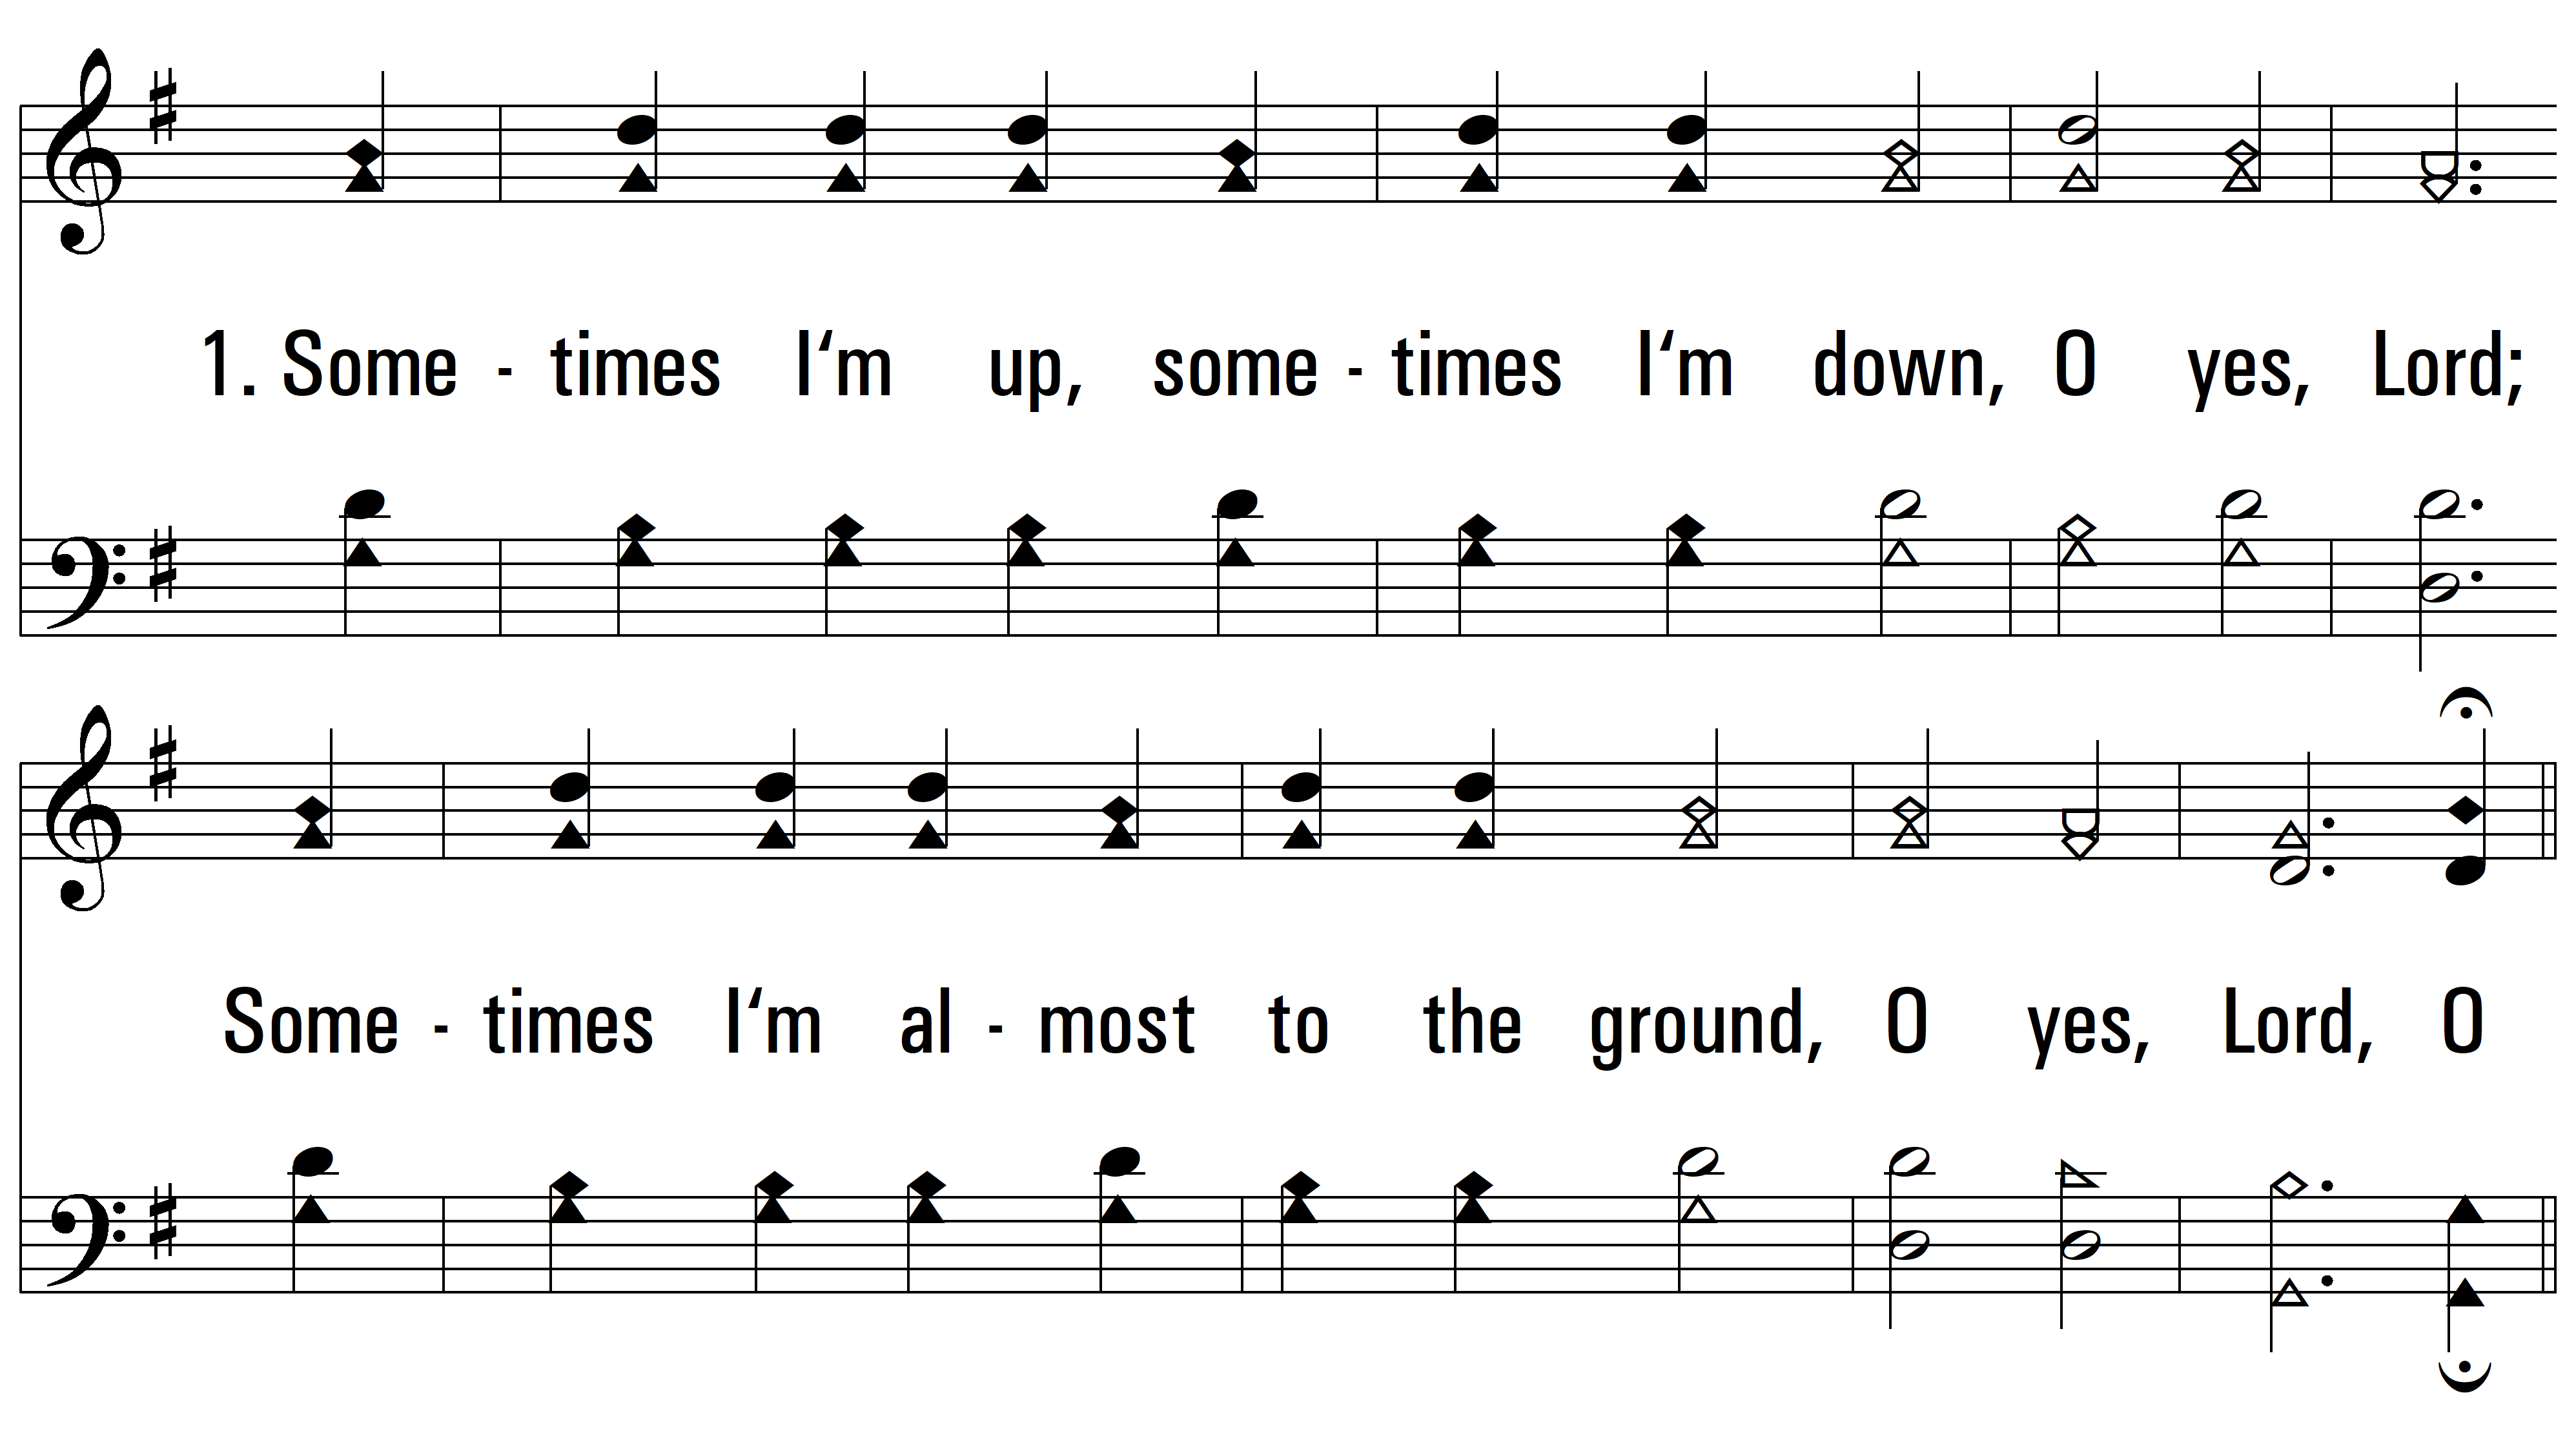 1. Some - times I‘m up, some - times I‘m down, O yes, Lord;
Some - times I‘m al - most to the ground, O yes, Lord, O